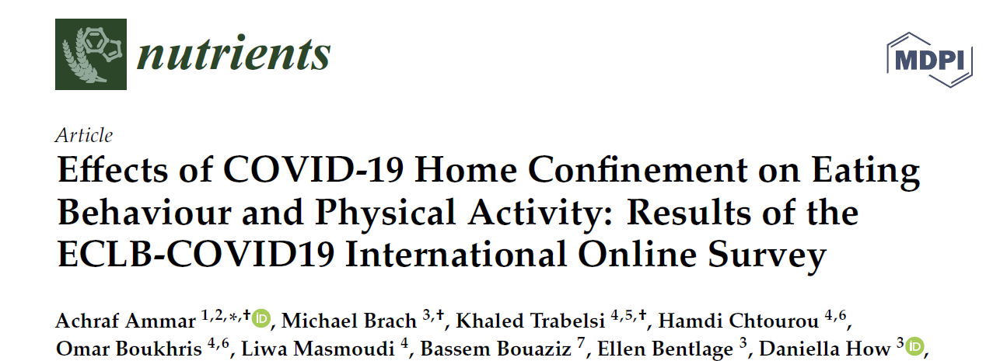 nutrients
MDPI
Article
Effects of COVID-19 Home Confinement on Eating
Behaviour and Physical Activity: Results of the
ECLB-COVID19 International Online Survey
Achraf Ammar 1,2,*,† iD, Michael Brach 3,†, Khaled Trabelsi 4,5,†, Hamdi Chtourou 4,6,
Omar Boukhris 4,6, Liwa Masmoudi 4, Bassem Bouaziz 7, Ellen Bentlage 3, Daniella How 3 iD,